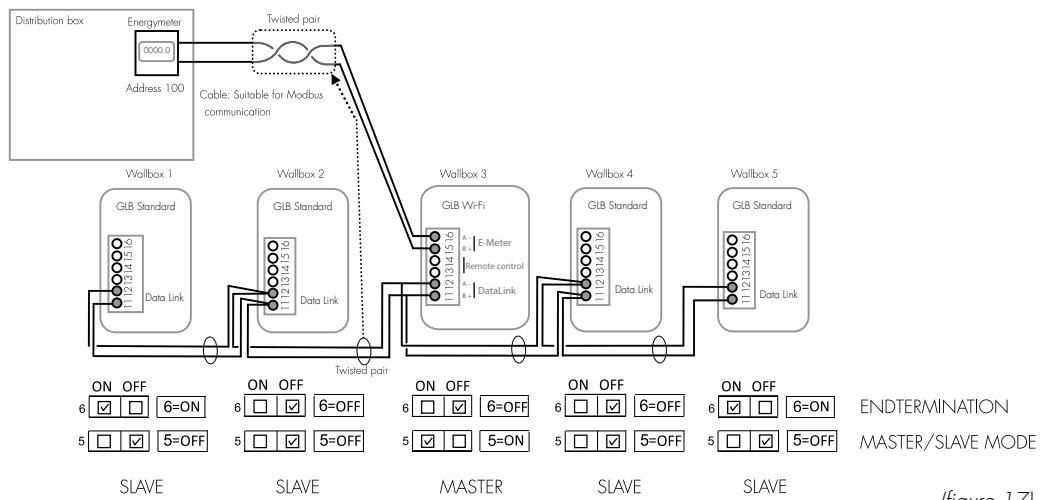 Distribution box
Energymeter
0000.0
Address 100
Twisted pair
Cable: Suitable for Modbus
communication
Wallbox 1
GLB Standard
11 12 13 14 15 16
Data Link
Wallbox 2
GLB Standard
11 12 13 14 15 16
Data Link
Wallbox 3
GLB Wi-Fi
11 12 13 14 15 16
A -
B +
E-Meter
Remote control
A -
B +
DataLink
Wallbox 4
GLB Standard
11 12 13 14 15 16
Data Link
Wallbox 5
GLB Standard
11 12 13 14 15 16
Data Link
Twisted pair
ON OFF ON OFF ON OFF ON OFF ON OFF
6 6=ON 6 6=OFF 6 6=OFF 6 6=OFF 6 6=ON ENDTERMINATION
5 5=OFF 5 5=OFF 5 5=ON 5 5=OFF 5 5=OFF MASTER/SLAVE MODE
SLAVE SLAVE MASTER SLAVE SLAVE
(figure 17)